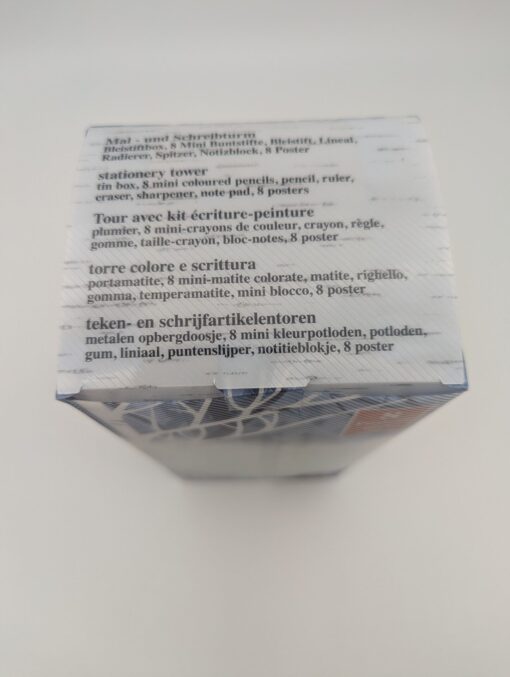 Mal - und Schreibturm
Bleistiftbox, 8 Mini Buntstifte, Bleistift, Lineal,
Radierer, Spitzer, Notizblock, 8 Poster
stationery tower
tin box, 8 mini coloured pencils, pencil, ruler,
eraser, sharpener, note pad, 8 posters
Tour avec kit écriture-peinture
plumier, 8 mini-crayons de couleur, crayon, règle,
gomme, taille-crayon, bloc-notes, 8 poster
torre colore e scrittura
portamatite, 8 mini-matite colorate, matite, righello,
gomma, temperamatite, mini blocco, 8 poster
teken- en schrijfartikelentoren
metalen opbergdoosje, 8 mini kleurpotloden, potloden,
gum, liniaal, puntenslijper, notitieblokje, 8 poster